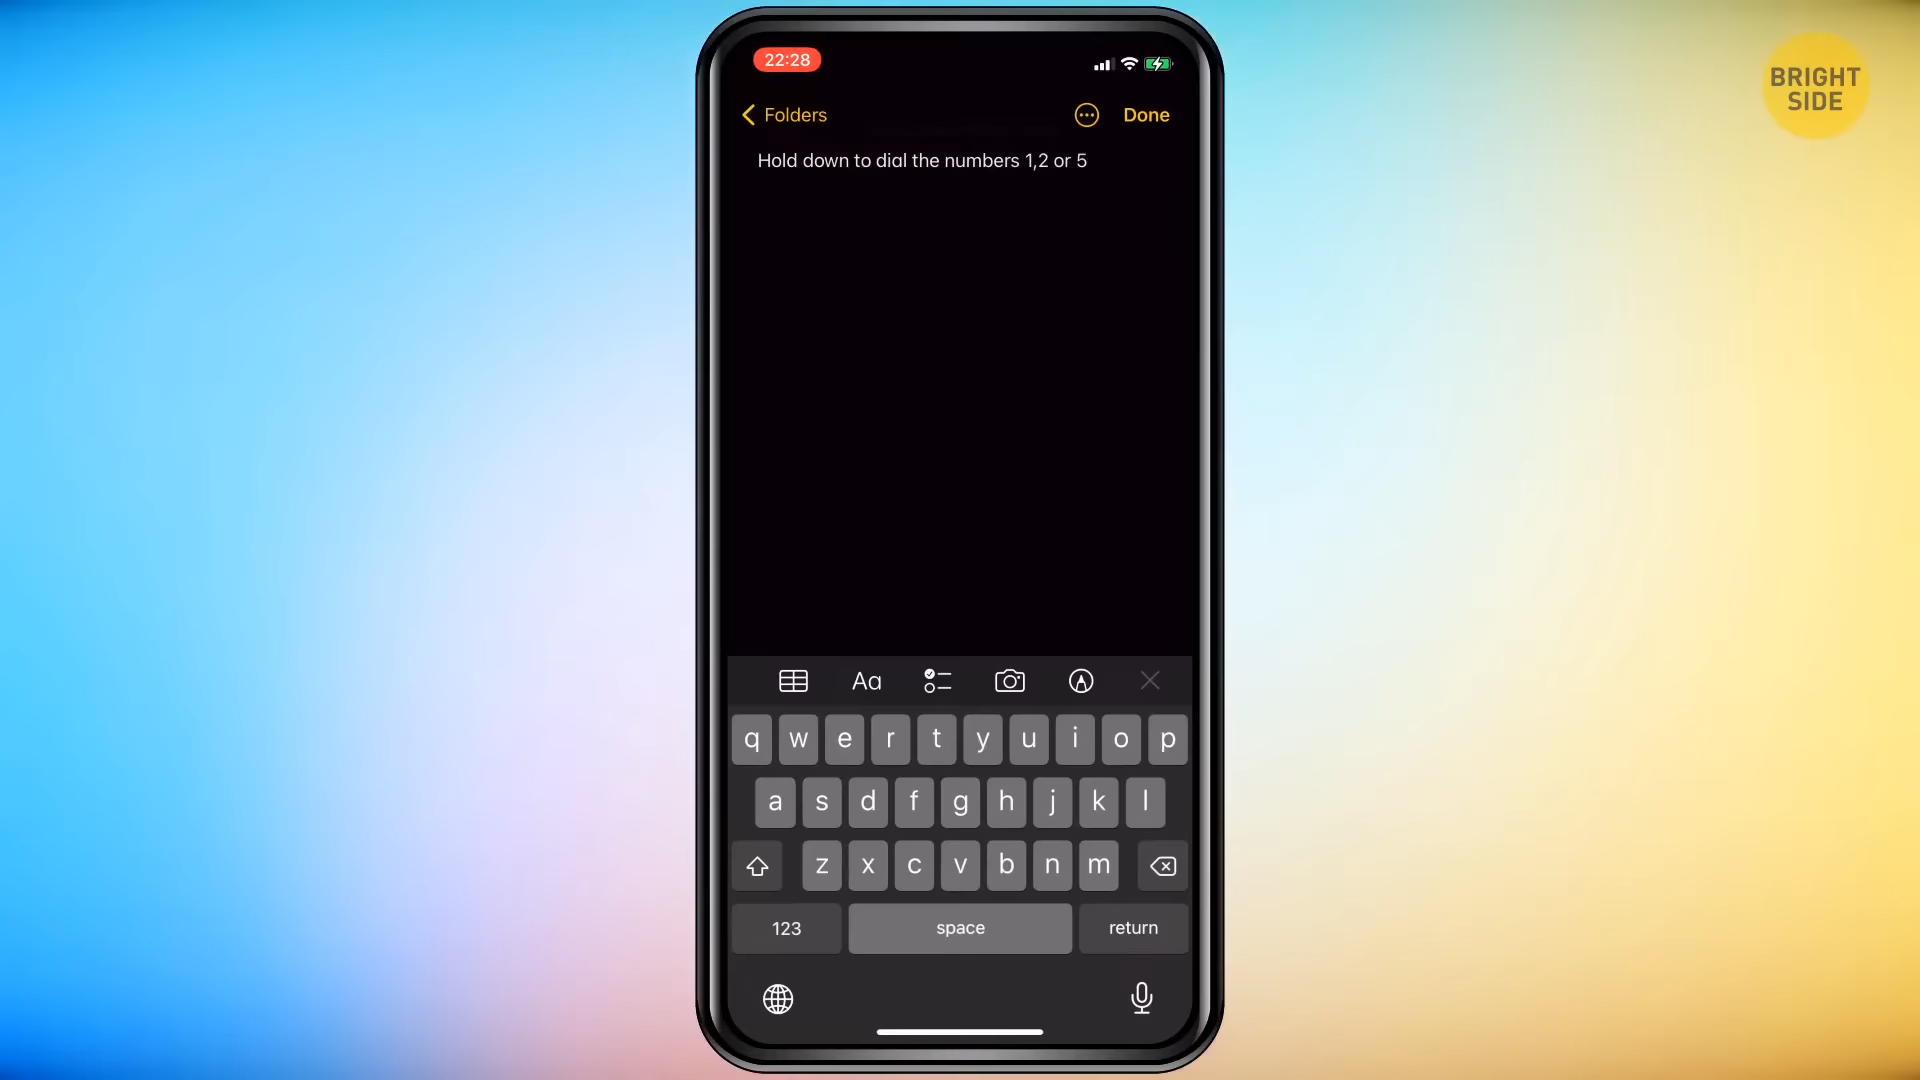 22:28
BRIGHT
SIDE
Folders
Done
Hold down to dial the numbers 1,2 or 5
Aa
q w e r t y u i o p
a s d f g h j k l
z x c v b n m
123 space return